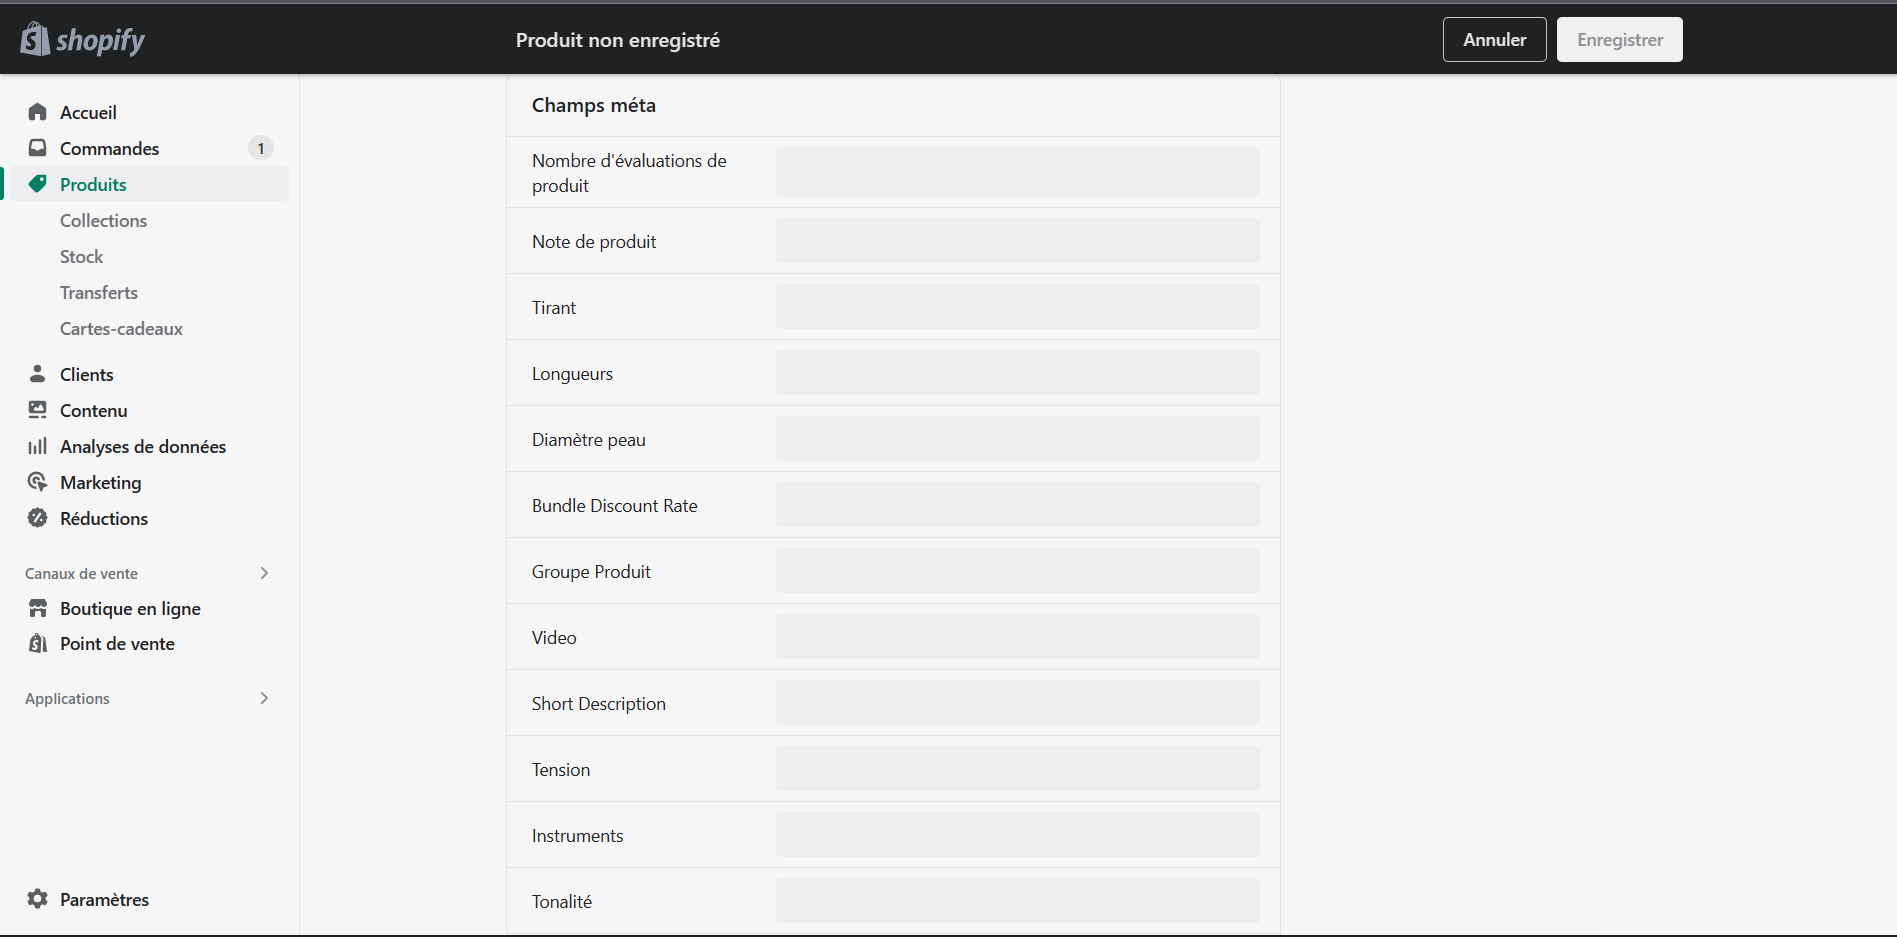 shopify
Produit non enregistré
Annuler
Enregistrer
Accueil
Commandes
1
Produits
Collections
Stock
Transferts
Cartes-cadeaux
Clients
Contenu
Analyses de données
Marketing
Réductions
Canaux de vente
Boutique en ligne
Point de vente
Applications
Paramètres
Champs méta
Nombre d'évaluations de
produit
Note de produit
Tirant
Longueurs
Diamètre peau
Bundle Discount Rate
Groupe Produit
Video
Short Description
Tension
Instruments
Tonalité